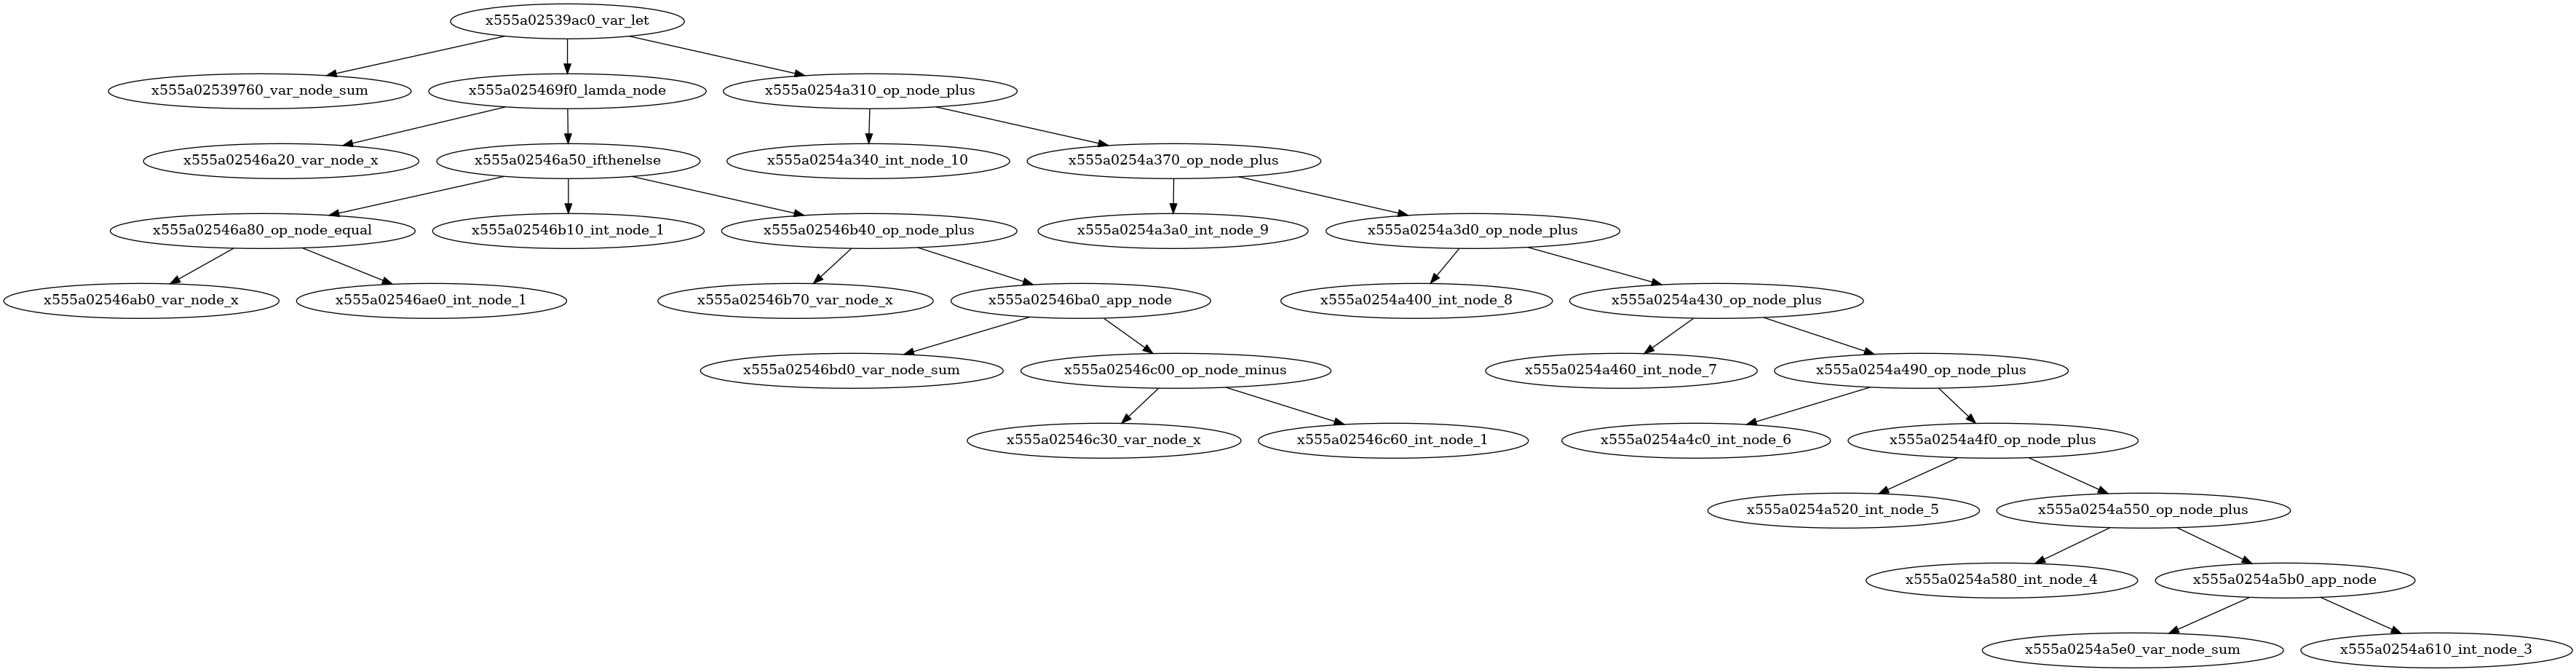 x555a02539ac0_var_let
x555a02539760_var_node_sum
x555a025469f0_lamda_node
x555a0254a310_op_node_plus
x555a02546a20_var_node_x
x555a02546a50_ifthenelse
x555a0254a340_int_node_10
x555a0254a370_op_node_plus
x555a02546a80_op_node_equal
x555a02546b10_int_node_1
x555a02546b40_op_node_plus
x555a0254a3a0_int_node_9
x555a0254a3d0_op_node_plus
x555a02546ab0_var_node_x
x555a02546ae0_int_node_1
x555a02546b70_var_node_x
x555a02546ba0_app_node
x555a0254a400_int_node_8
x555a0254a430_op_node_plus
x555a02546bd0_var_node_sum
x555a02546c00_op_node_minus
x555a0254a460_int_node_7
x555a0254a490_op_node_plus
x555a02546c30_var_node_x
x555a02546c60_int_node_1
x555a0254a4c0_int_node_6
x555a0254a4f0_op_node_plus
x555a0254a520_int_node_5
x555a0254a550_op_node_plus
x555a0254a580_int_node_4
x555a0254a5b0_app_node
x555a0254a5e0_var_node_sum
x555a0254a610_int_node_3